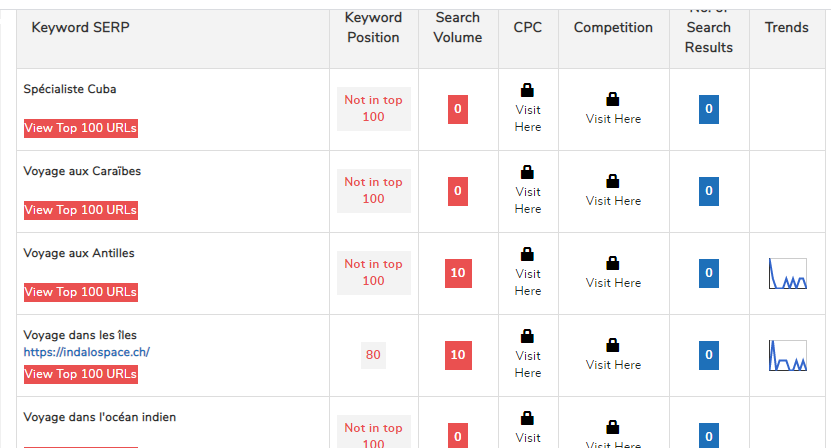 Keyword SERP
Keyword
Position
Search
Volume
CPC
Competition
No. of
Search
Results
Trends
Spécialiste Cuba
View Top 100 URLs
Not in top
100
0
Visit
Here
Visit Here
0
Voyage aux Caraïbes
View Top 100 URLs
Not in top
100
0
Visit
Here
Visit Here
0
Voyage aux Antilles
View Top 100 URLs
Not in top
100
10
Visit
Here
Visit Here
0
Voyage dans les îles
https://indalospace.ch/
View Top 100 URLs
80
10
Visit
Here
Visit Here
0
Voyage dans l'océan indien
Not in top
100
0
Visit
Visit Here
0